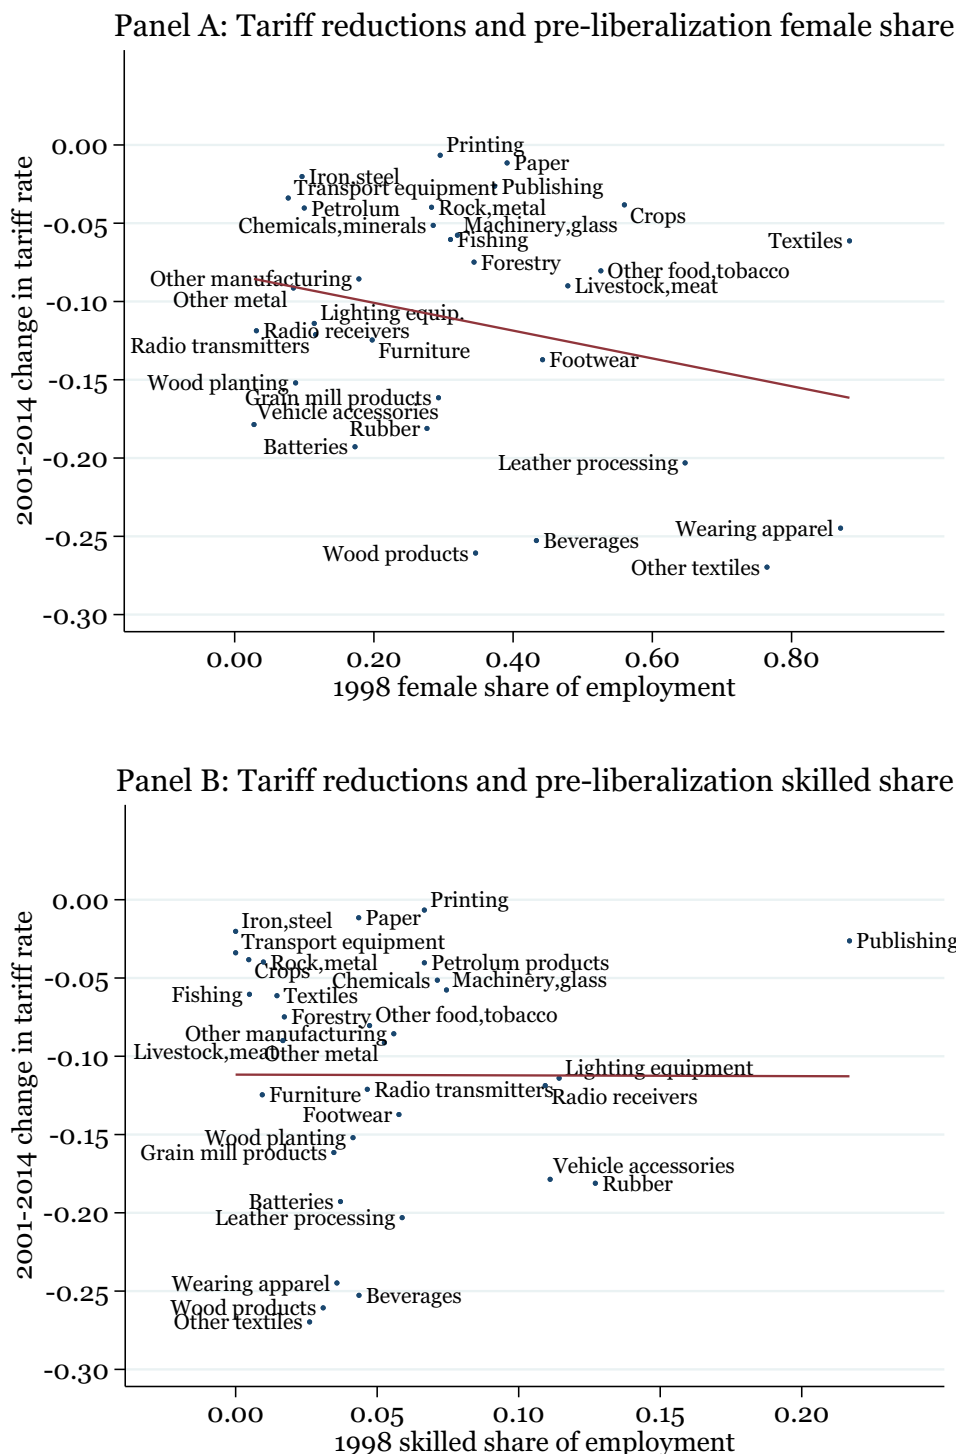 Panel A: Tariff reductions and pre-liberalization female share
2001-2014 change in tariff rate
0.00
-0.05
-0.10
-0.15
-0.20
-0.25
-0.30
Printing
Paper
Iron,steel
Transport equipment
Publishing
Petrolum
Rock,metal
Crops
Chemicals,minerals
Machinery,glass
Fishing
Textiles
Forestry
Other food,tobacco
Other manufacturing
Livestock,meat
Other metal
Lighting equip.
Radio receivers
Radio transmitters
Furniture
Footwear
Wood planting
Grain mill products
Vehicle accessories
Rubber
Batteries
Leather processing
Wearing apparel
Beverages
Wood products
Other textiles
0.00 0.20 0.40 0.60 0.80
1998 female share of employment
Panel B: Tariff reductions and pre-liberalization skilled share
2001-2014 change in tariff rate
0.00
-0.05
-0.10
-0.15
-0.20
-0.25
-0.30
Printing
Paper
Iron,steel
Transport equipment
Publishing
Rock,metal
Petrolum products
Crops
Chemicals
Machinery,glass
Fishing
Textiles
Forestry
Other food,tobacco
Other manufacturing
Livestock,meat
Other metal
Lighting equipment
Furniture
Radio transmitters
Radio receivers
Footwear
Wood planting
Grain mill products
Vehicle accessories
Rubber
Batteries
Leather processing
Wearing apparel
Beverages
Wood products
Other textiles
0.00 0.05 0.10 0.15 0.20
1998 skilled share of employment